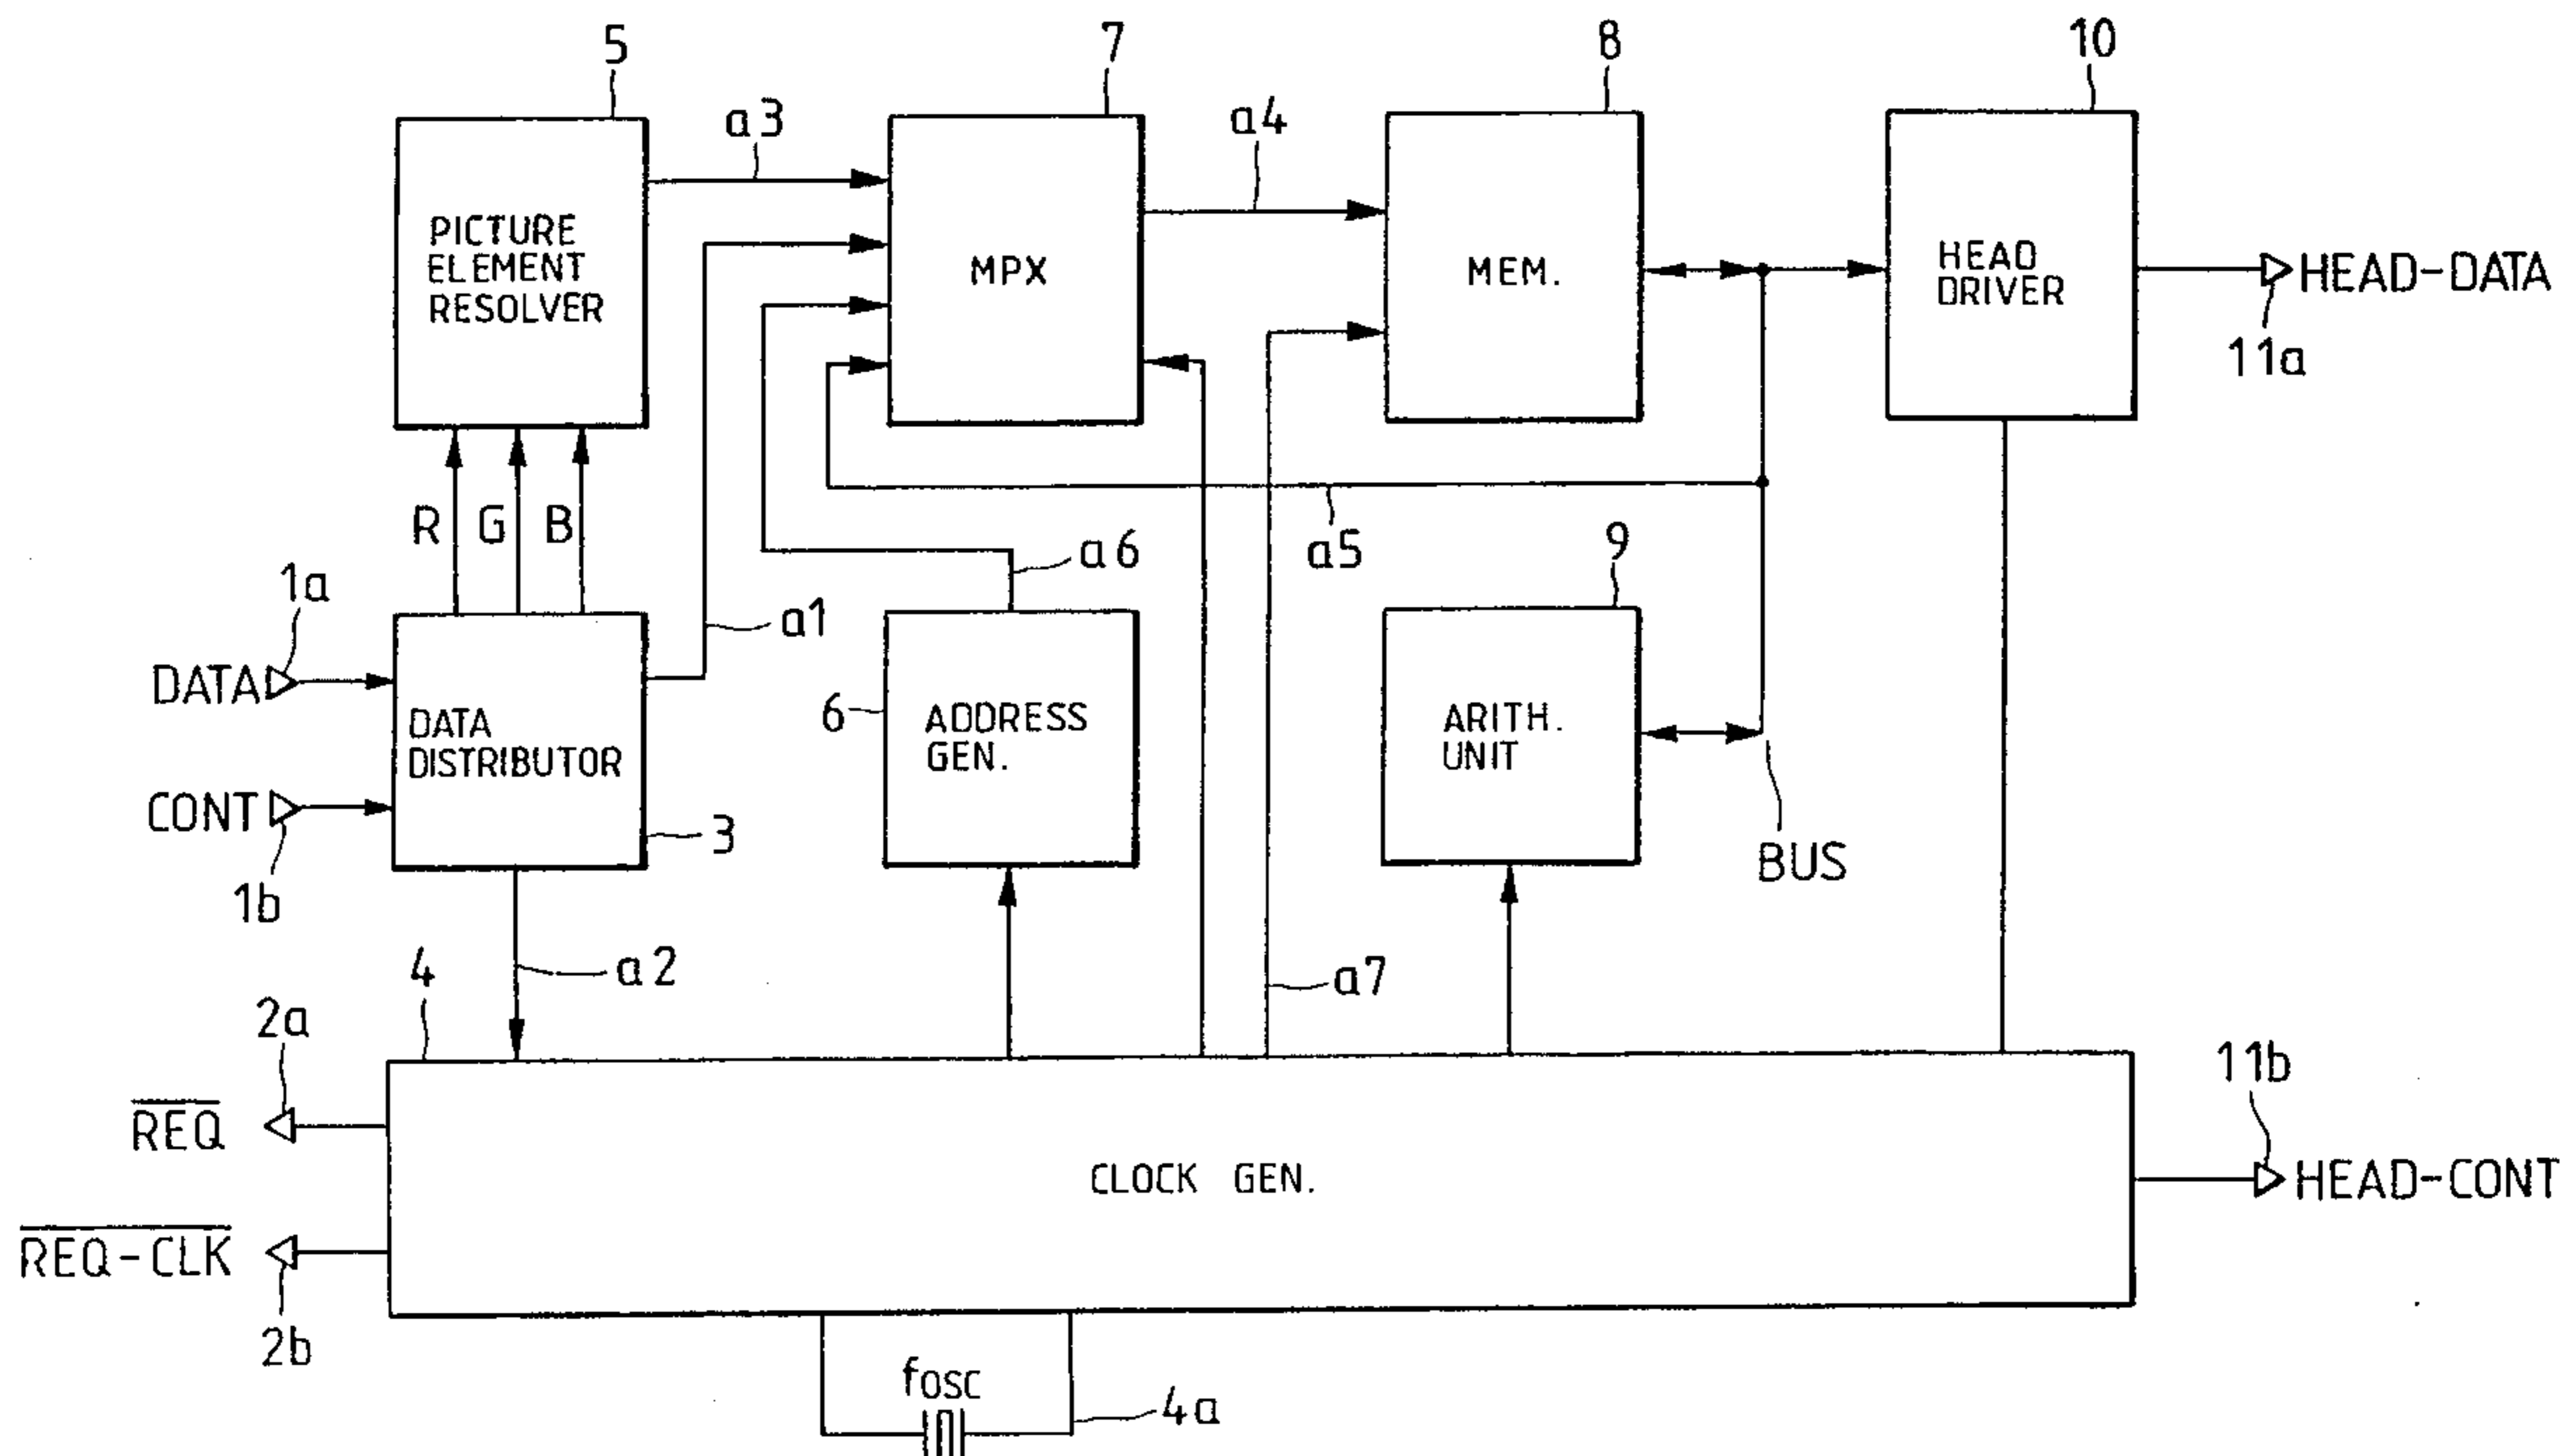 5
7
8
10
a3
a4
PICTURE
ELEMENT
RESOLVER
MPX
MEM.
HEAD
DRIVER
HEAD-DATA
11a
R G B
a5
a6
9
1a
a1
DATA
DATA
DISTRIBUTOR
6
ADDRESS
GEN.
ARITH.
UNIT
CONT
3
BUS
1b
4
a2
a7
2a
11b
REQ
CLOCK GEN.
HEAD-CONT
REQ-CLK
2b
fOSC
4a